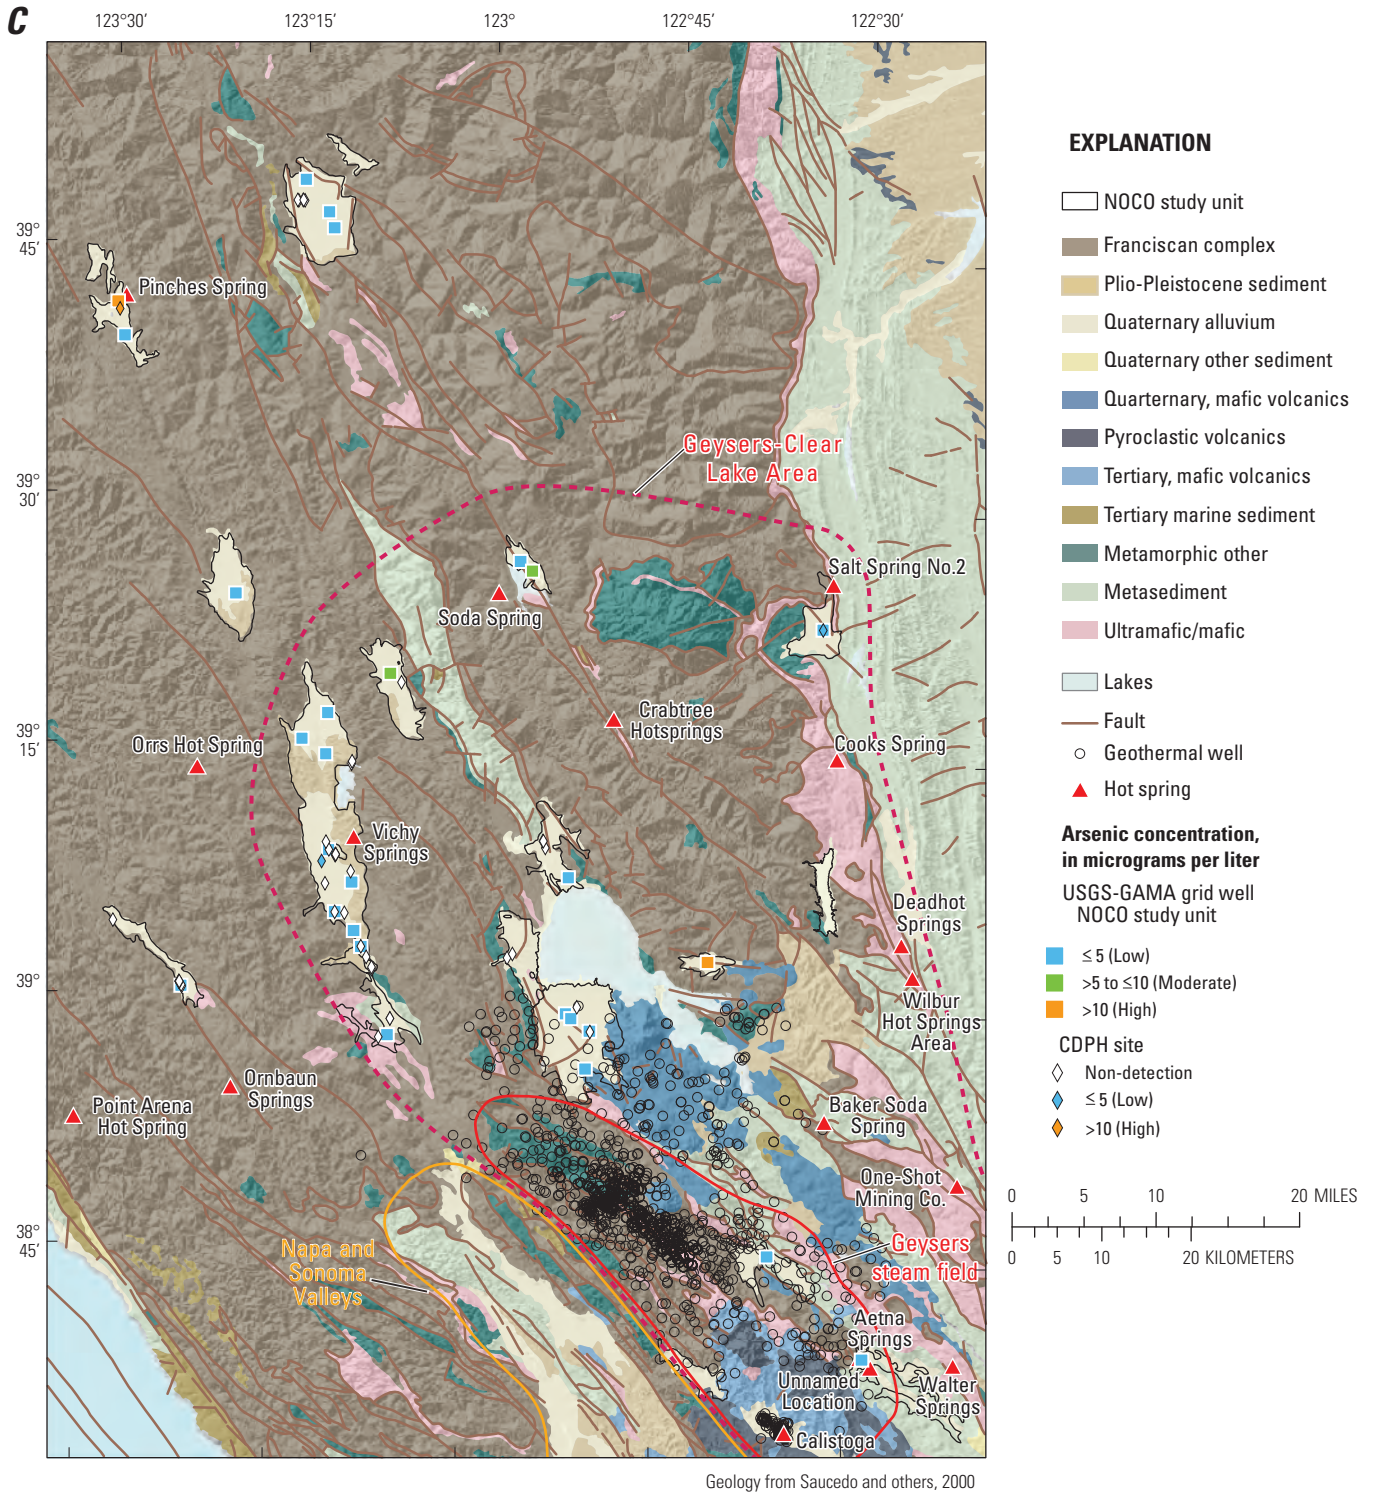 C
123°30′ 123°15′ 123° 122°45′ 122°30′
39°
45′
39°
30′
39°
15′
39°
38°
45′
Pinches Spring
Geysers-Clear
Lake Area
Salt Spring No.2
Soda Spring
Crabtree
Hotsprings
Orrs Hot Spring
Cooks Spring
Vichy
Springs
Deadhot
Springs
Wilbur
Hot Springs
Area
Ornbaun
Springs
Point Arena
Hot Spring
Baker Soda
Spring
One-Shot
Mining Co.
Napa and
Sonoma
Valleys
Geysers
steam field
Aetna
Springs
Unnamed
Location
Walter
Springs
Calistoga
EXPLANATION
NOCO study unit
Franciscan complex
Plio-Pleistocene sediment
Quaternary alluvium
Quaternary other sediment
Quarternary, mafic volcanics
Pyroclastic volcanics
Tertiary, mafic volcanics
Tertiary marine sediment
Metamorphic other
Metasediment
Ultramafic/mafic
Lakes
Fault
Geothermal well
Hot spring
Arsenic concentration,
in micrograms per liter
USGS-GAMA grid well
NOCO study unit
≤ 5 (Low)
>5 to ≤10 (Moderate)
>10 (High)
CDPH site
Non-detection
≤ 5 (Low)
>10 (High)
0 5 10 20 MILES
0 5 10 20 KILOMETERS
Geology from Saucedo and others, 2000